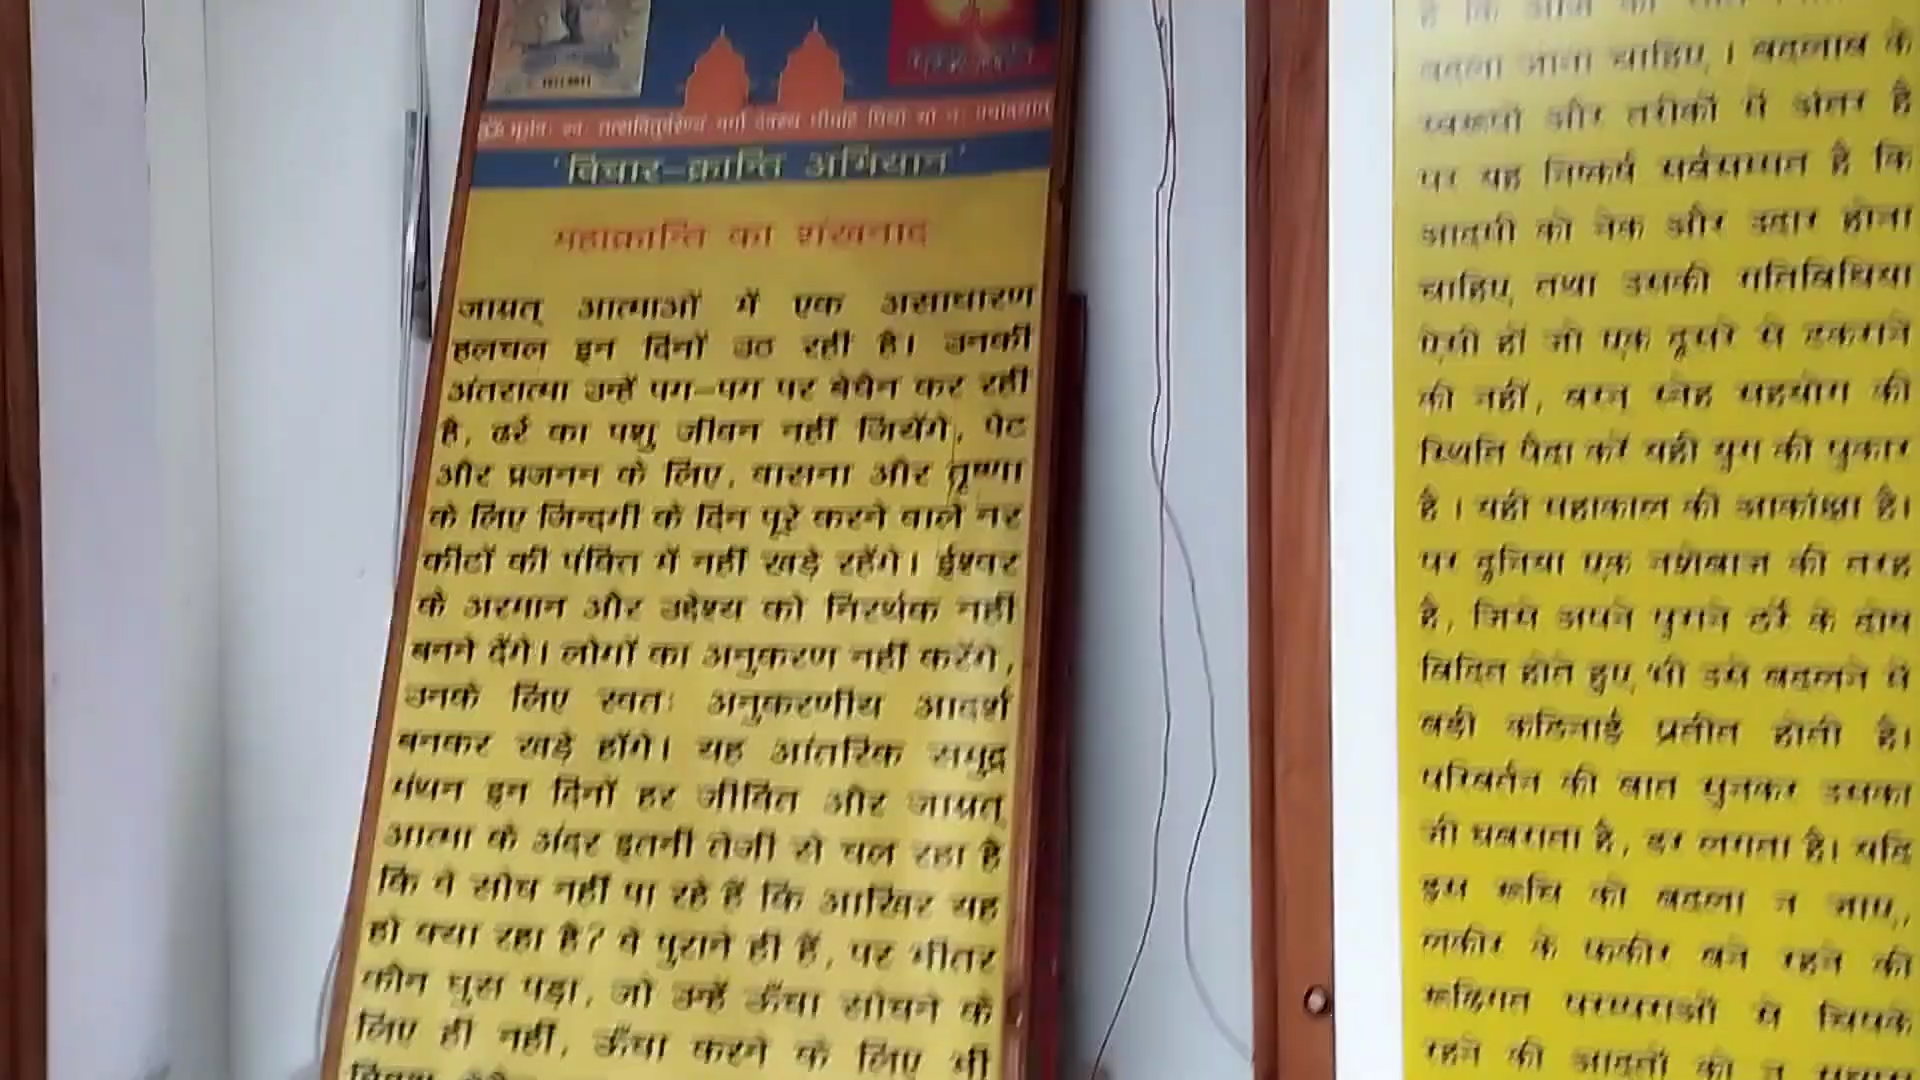 'विचार-क्रान्ति अभियान'
महाक्रान्ति का शंखनाद
जाग्रत् आत्माओं में एक असाधारण
हलचल इन दिनों उठ रही है। उनकी
अंतरात्मा उन्हें पग-पग पर बेचैन कर रही
है, ढर्रे का पशु जीवन नहीं जियेंगे, पेट
और प्रजनन के लिए, वासना और तृष्णा
के लिए जिन्दगी के दिन पूरे करने वाले नर
कीटों की पंक्ति में नहीं खड़े रहेंगे। ईश्वर
के अरमान और उद्देश्य को निरर्थक नहीं
बनने देंगे। लोगों का अनुकरण नहीं करेंगे,
उनके लिए स्वतः अनुकरणीय आदर्श
बनकर खड़े होंगे। यह आंतरिक समुद्र
मंथन इन दिनों हर जीवित और जाग्रत्
आत्मा के अंदर इतनी तेजी से चल रहा है
कि वे सोच नहीं पा रहे हैं कि आखिर यह
हो क्या रहा है? वे पुराने ही हैं, पर भीतर
कौन घुस पड़ा, जो उन्हें ऊँचा सोचने के
लिए ही नहीं, ऊँचा करने के लिए भी
बदला जाना चाहिए, । बदलाव के
स्वरूपों और तरीकों में अंतर है
पर यह निष्कर्ष सर्वसम्मत है कि
आदमी को नेक और उदार होना
चाहिए, तथा उसकी गतिविधियां
ऐसी हों जो एक दूसरे से टकराने
की नहीं, वरन् स्नेह सहयोग की
स्थिति पैदा करें यही युग की पुकार
है । यही महाकाल की आकांक्षा है।
पर दुनिया एक नशेबाज की तरह
है, जिसे अपने पुराने ढर्रे के दोष
विदित होते हुए भी उसे बदलने में
बड़ी कठिनाई प्रतीत होती है।
परिवर्तन की बात सुनकर उसका
जी घबराता है, डर लगता है। यदि
इस रूचि को बदला न जाए,
लकीर के फकीर बने रहने की
रूढ़िगत परम्पराओं से चिपके
रहने की आदतों को न